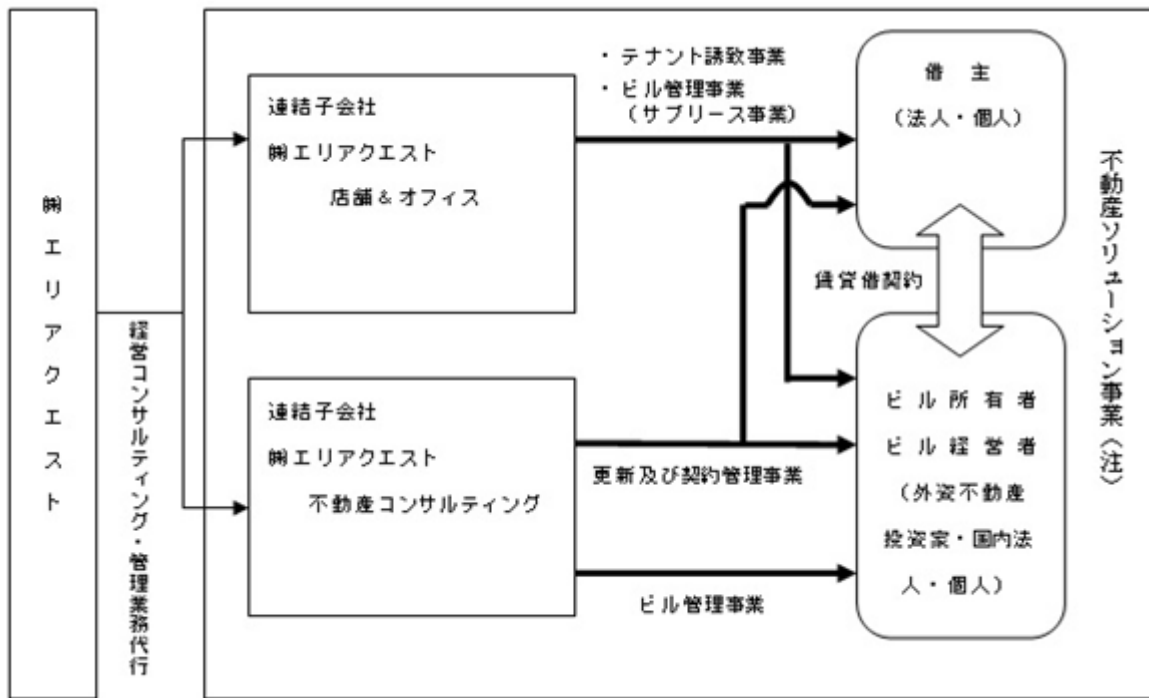 ㈱エリアクエスト
経営コンサルティング・管理業務代行
連結子会社
㈱エリアクエスト
店舗＆オフィス
連結子会社
㈱エリアクエスト
不動産コンサルティング
・テナント誘致事業
・ビル管理事業
（サブリース事業）
更新及び契約管理事業
ビル管理事業
借主
（法人・個人）
賃貸借契約
ビル所有者
ビル経営者
（外資不動産
投資家・国内法
人・個人）
不動産ソリューション事業（注）